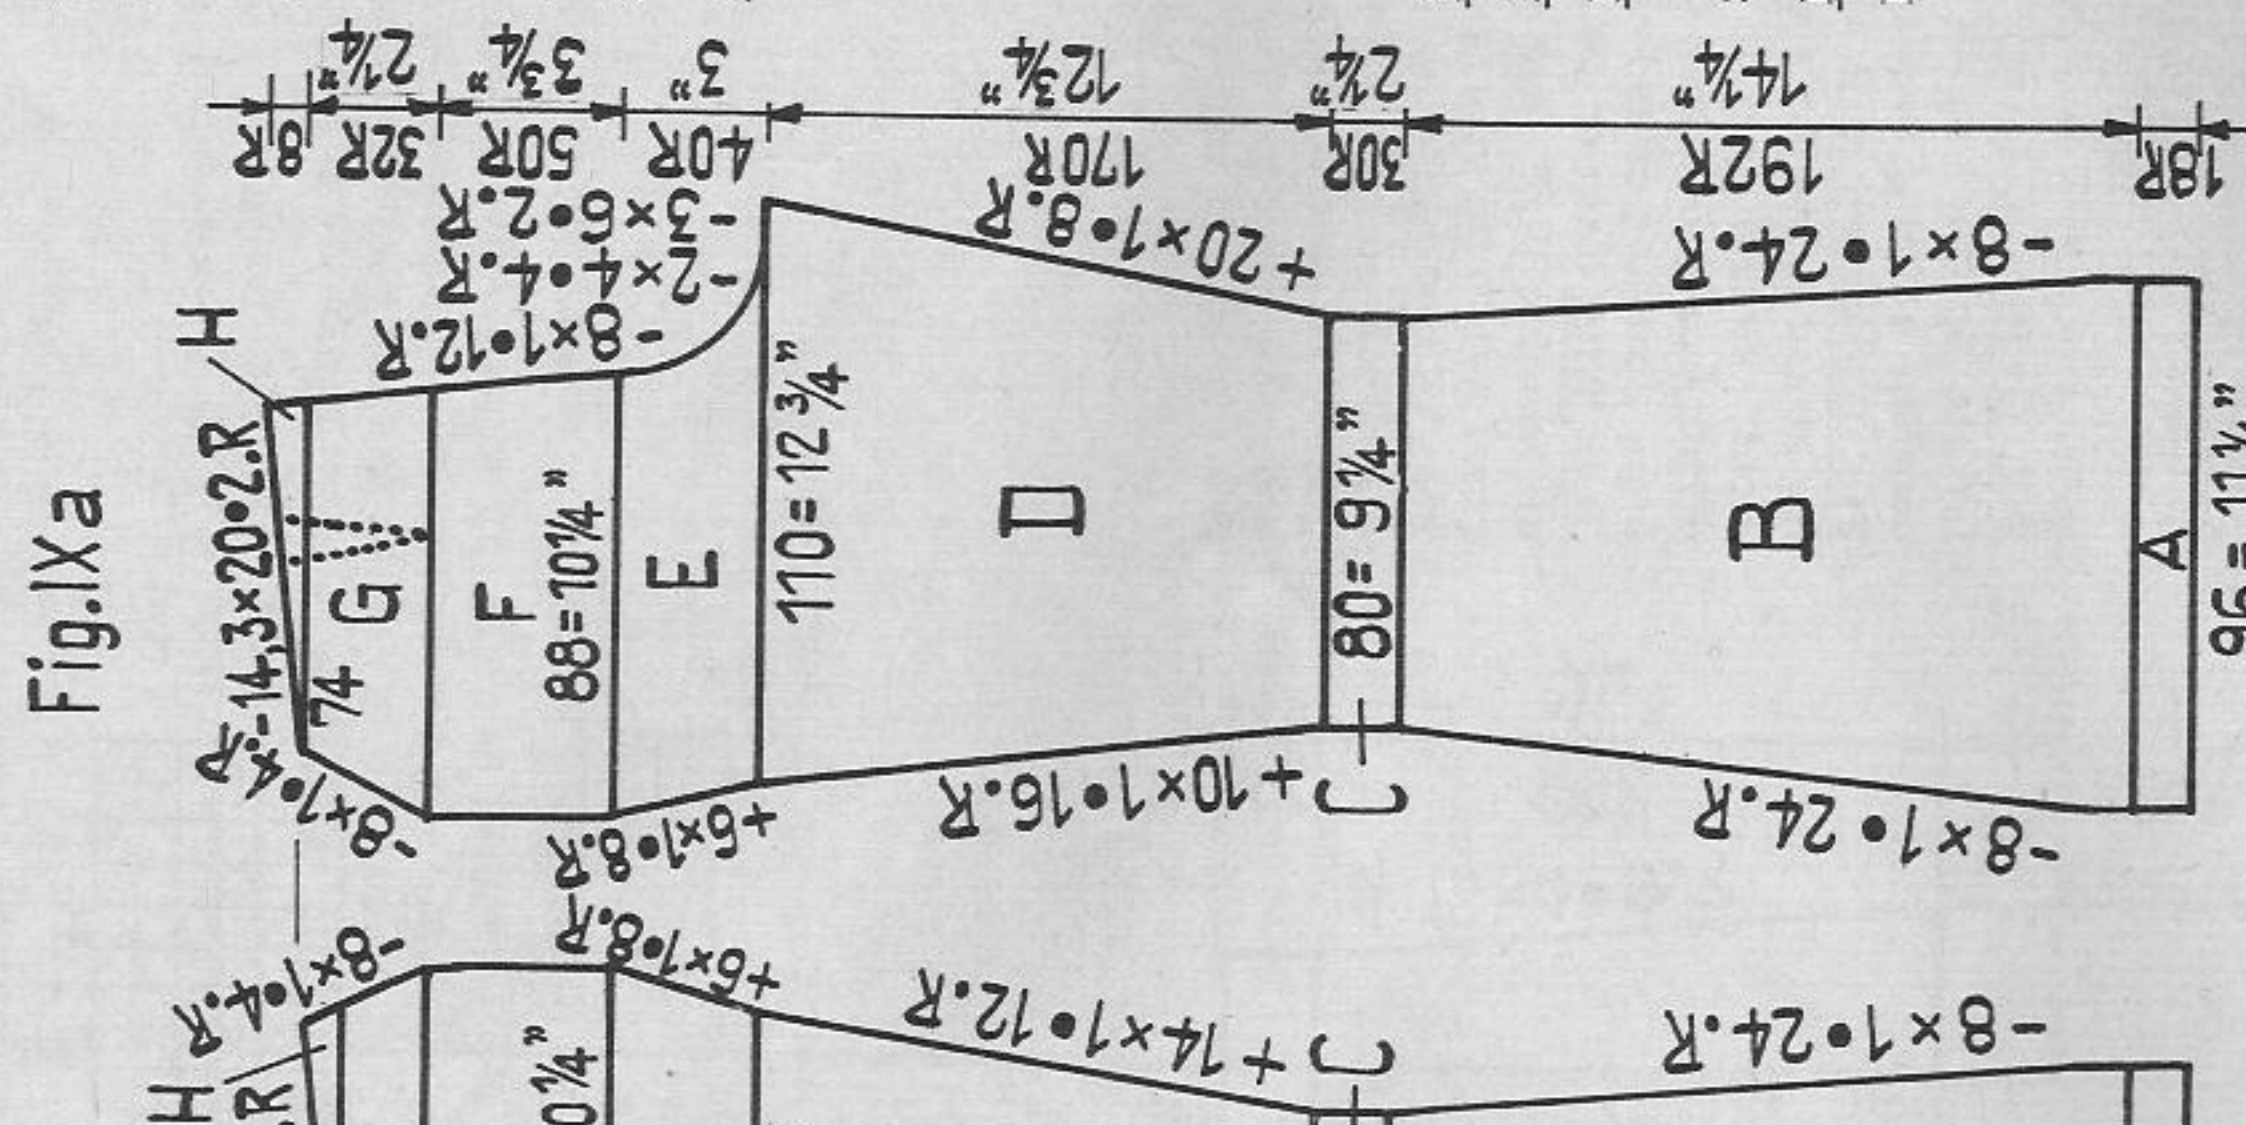 Fig.IXa
2¼"
3¾"
3"
12¾"
2¼"
14¼"
8R
32R
50R
40R
170R
30R
192R
18R
-3×6•2.R
-2×4•4.R
-8×1•12.R
+20×1•8.R
-8×1•24.R
H
-14,3×20•2.R
74
G
F
88=10¼"
E
110=12¾"
D
80=9¼"
B
A
-8×1•4.R
+6×1•8.R
+10×1•16.R
C
-8×1•24.R
-8×1•4.R
+6×1•8.R
+14×1•12.R
C
-8×1•24.R
H
.R
0¼"